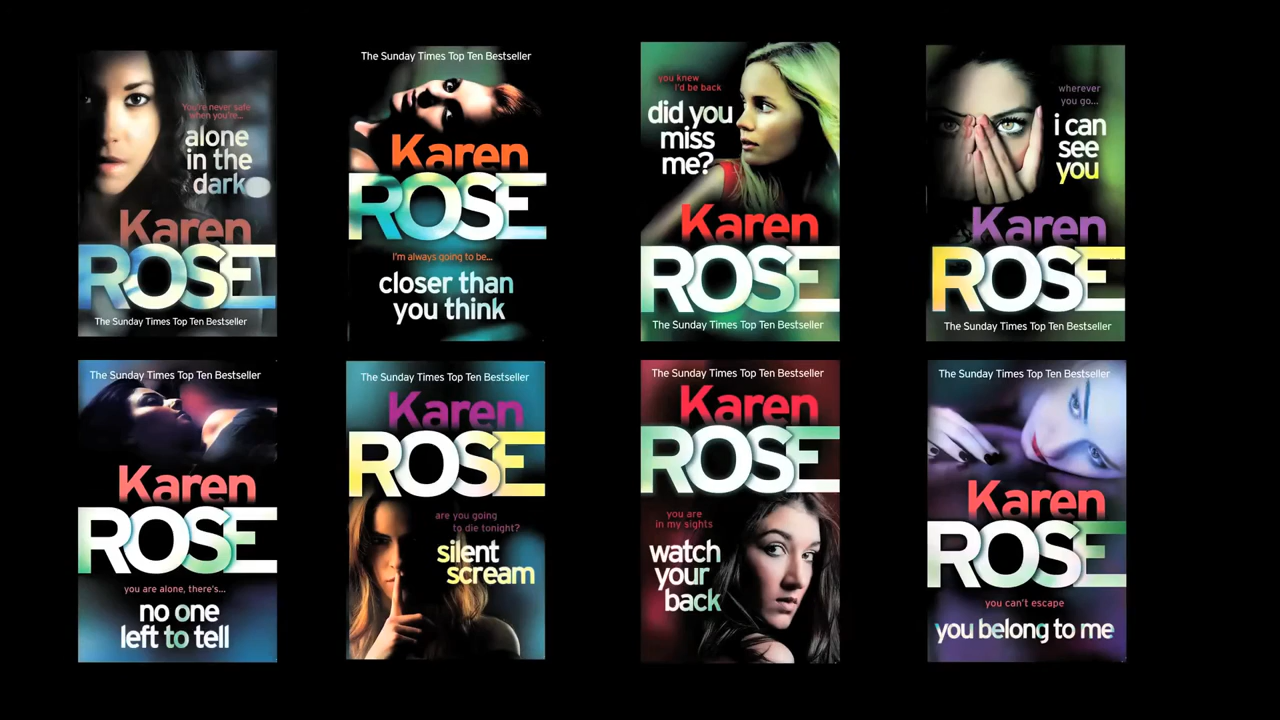 You're never safe
when you're...
alone
in the
dark
Karen
ROSE
The Sunday Times Top Ten Bestseller
The Sunday Times Top Ten Bestseller
Karen
ROSE
I'm always going to be...
closer than
you think
you knew
i'd be back
did you
miss
me?
Karen
ROSE
The Sunday Times Top Ten Bestseller
wherever
you go...
i can
see
you
Karen
ROSE
The Sunday Times Top Ten Bestseller
The Sunday Times Top Ten Bestseller
Karen
ROSE
you are alone, there's...
no one
left to tell
The Sunday Times Top Ten Bestseller
Karen
ROSE
are you going
to die tonight?
silent
scream
The Sunday Times Top Ten Bestseller
Karen
ROSE
you are
in my sights
watch
your
back
The Sunday Times Top Ten Bestseller
Karen
ROSE
you can't escape
you belong to me